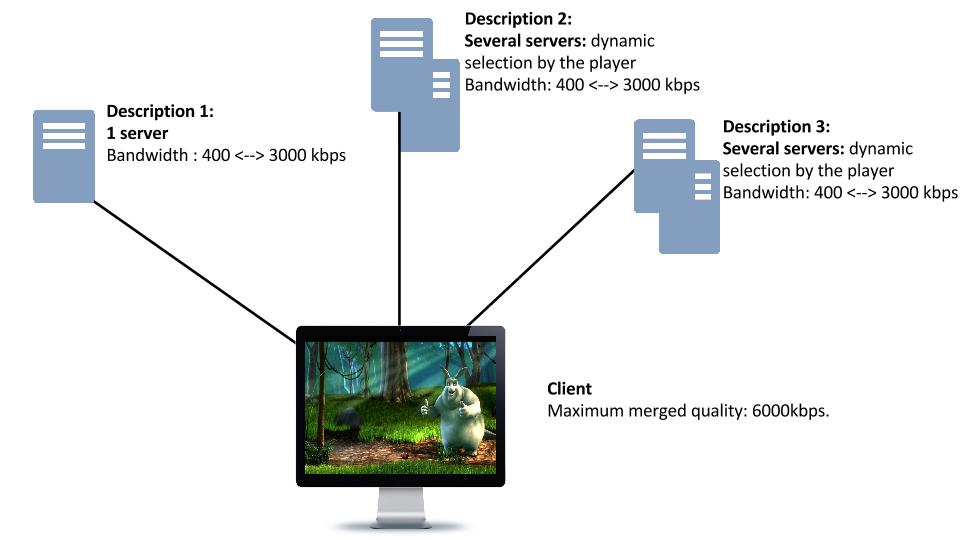 Description 2:
Several servers: dynamic
selection by the player
Bandwidth: 400 <--> 3000 kbps
Description 1:
1 server
Bandwidth : 400 <--> 3000 kbps
Description 3:
Several servers: dynamic
selection by the player
Bandwidth: 400 <--> 3000 kbps
Client
Maximum merged quality: 6000kbps.